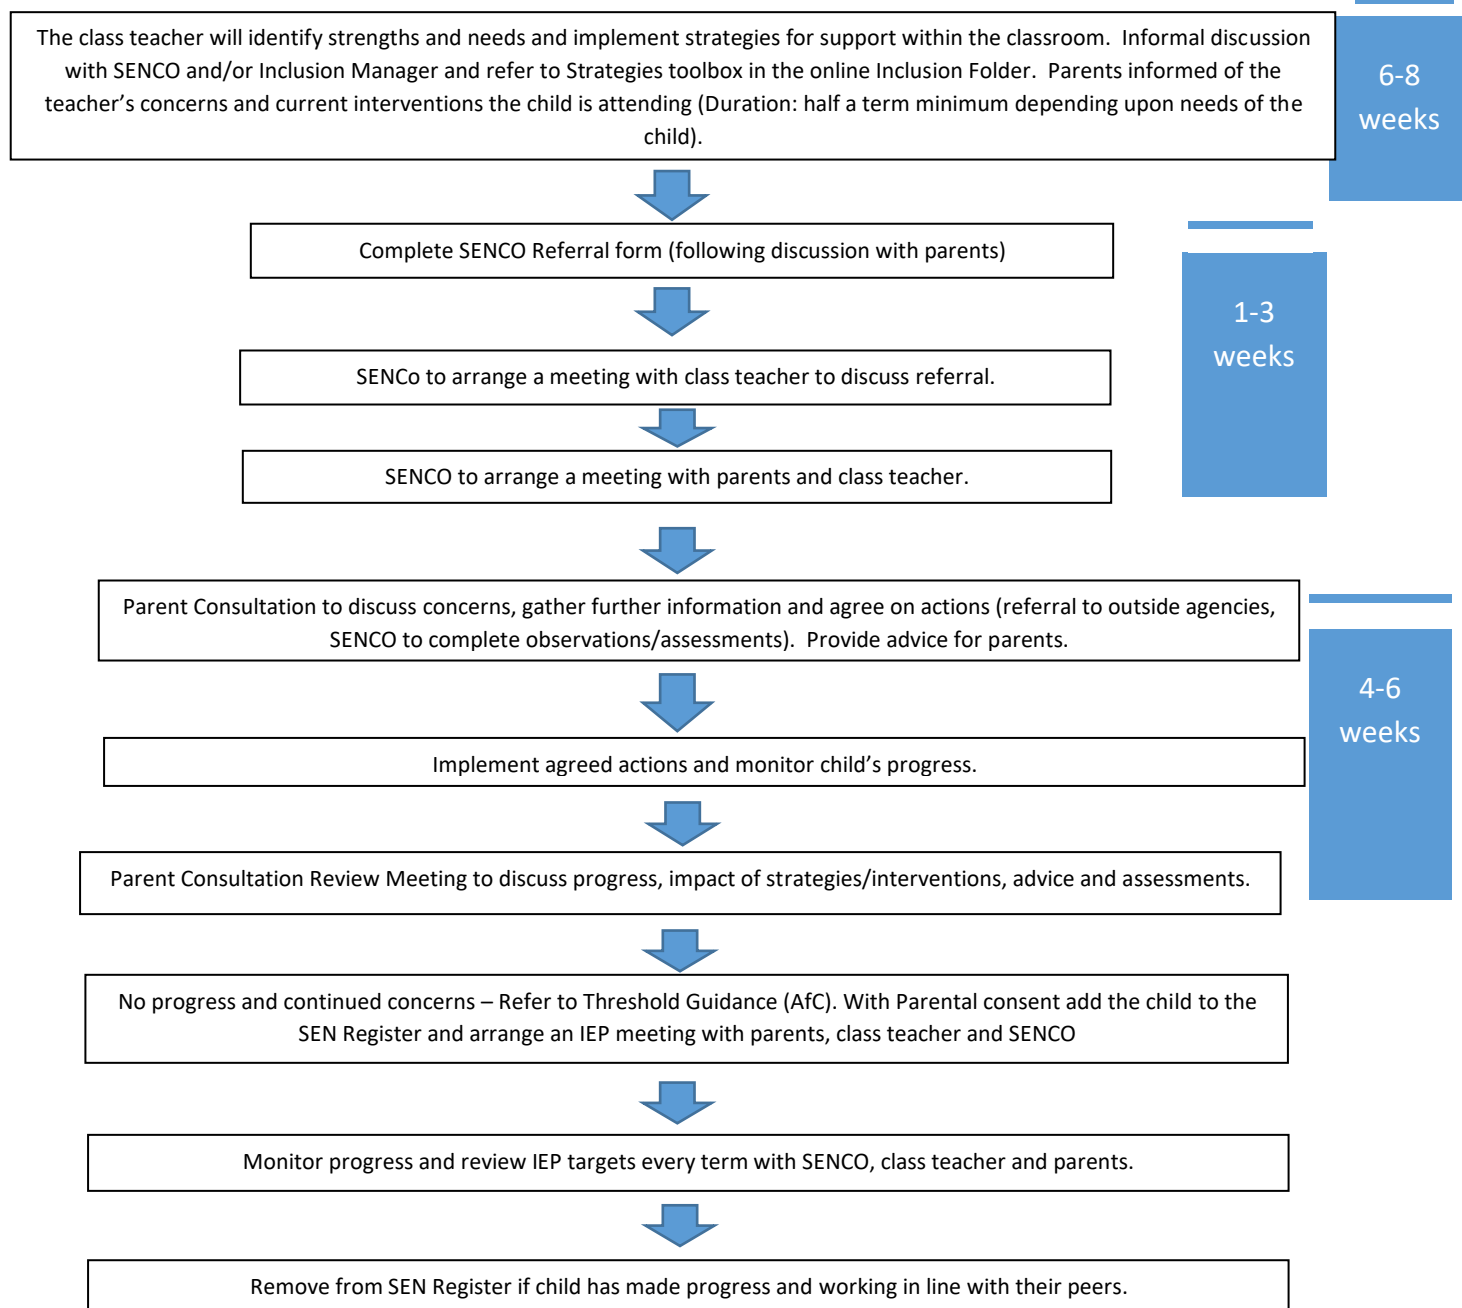 The class teacher will identify strengths and needs and implement strategies for support within the classroom.  Informal discussion
with SENCO and/or Inclusion Manager and refer to Strategies toolbox in the online Inclusion Folder.  Parents informed of the
teacher’s concerns and current interventions the child is attending (Duration: half a term minimum depending upon needs of the
child).
6-8
weeks
Complete SENCO Referral form (following discussion with parents)
SENCo to arrange a meeting with class teacher to discuss referral.
1-3
weeks
SENCO to arrange a meeting with parents and class teacher.
Parent Consultation to discuss concerns, gather further information and agree on actions (referral to outside agencies,
SENCO to complete observations/assessments).  Provide advice for parents.
4-6
weeks
Implement agreed actions and monitor child’s progress.
Parent Consultation Review Meeting to discuss progress, impact of strategies/interventions, advice and assessments.
No progress and continued concerns – Refer to Threshold Guidance (AfC). With Parental consent add the child to the
SEN Register and arrange an IEP meeting with parents, class teacher and SENCO
Monitor progress and review IEP targets every term with SENCO, class teacher and parents.
Remove from SEN Register if child has made progress and working in line with their peers.